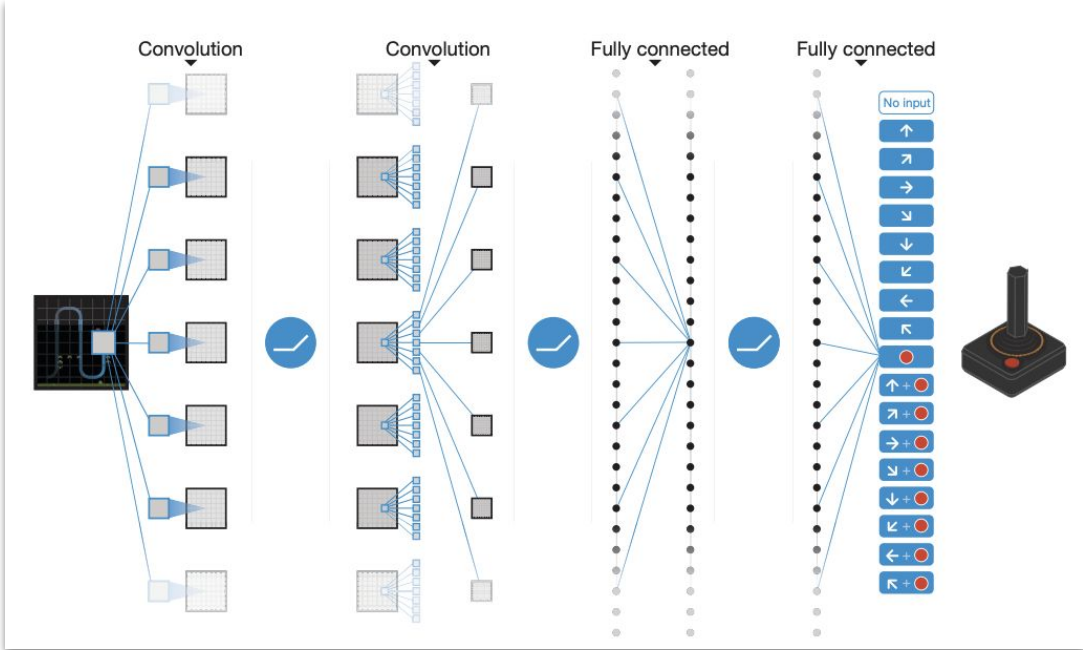 Convolution
Convolution
Fully connected
Fully connected
No input
+
+
+
+
+
+
+
+